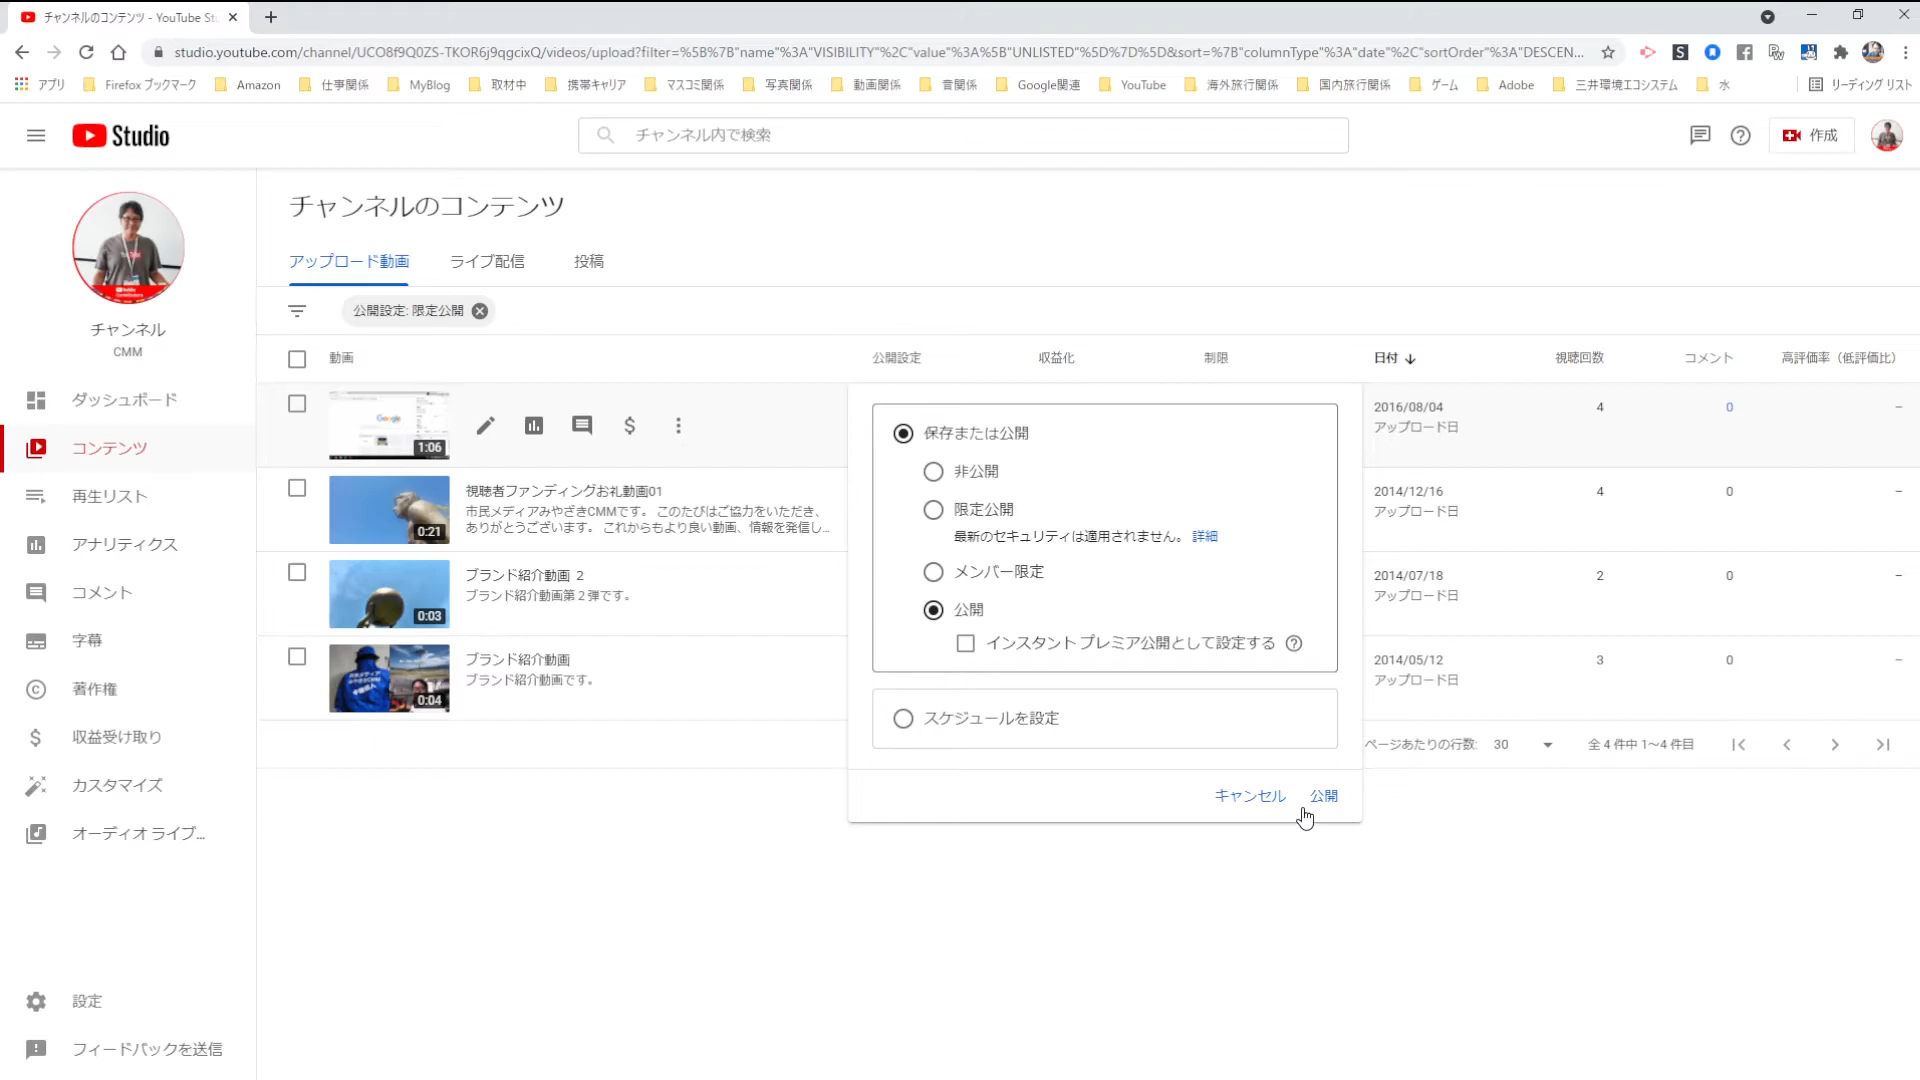 チャンネルのコンテンツ - YouTube St
studio.youtube.com/channel/UCO8f9Q0ZS-TKOR6j9qgcixQ/videos/upload?filter=%5B%7B"name"%3A"VISIBILITY"%2C"value"%3A%5B"UNLISTED"%5D%7D%5D&sort=%7B"columnType"%3A"date"%2C"sortOrder"%3A"DESCEN...
アプリ Firefox ブックマーク Amazon 仕事関係 MyBlog 取材中 携帯キャリア マスコミ関係 写真関係 動画関係 音関係 Google関連 YouTube 海外旅行関係 国内旅行関係 ゲーム Adobe 三井環境エコシステム 水 リーディング リスト
Studio
チャンネル内で検索
作成
チャンネル
CMM
ダッシュボード
コンテンツ
再生リスト
アナリティクス
コメント
字幕
著作権
収益受け取り
カスタマイズ
オーディオ ライブ...
設定
フィードバックを送信
チャンネルのコンテンツ
アップロード動画 ライブ配信 投稿
公開設定: 限定公開
動画 公開設定 収益化 制限 日付 視聴回数 コメント 高評価率（低評価比）
Google
1:06
2016/08/04 4 0 –
アップロード日
0:21
視聴者ファンディングお礼動画01
市民メディアみやざきCMMです。 このたびはご協力をいただき、
ありがとうございます。 これからもより良い動画、情報を発信し...
2014/12/16 4 0 –
アップロード日
0:03
ブランド紹介動画 2
ブランド紹介動画第２弾です。
2014/07/18 2 0 –
アップロード日
0:04
ブランド紹介動画
ブランド紹介動画です。
2014/05/12 3 0 –
アップロード日
保存または公開
非公開
限定公開
最新のセキュリティは適用されません。 詳細
メンバー限定
公開
インスタント プレミア公開として設定する
スケジュールを設定
キャンセル 公開
ページあたりの行数: 30 全 4 件中 1～4 件目